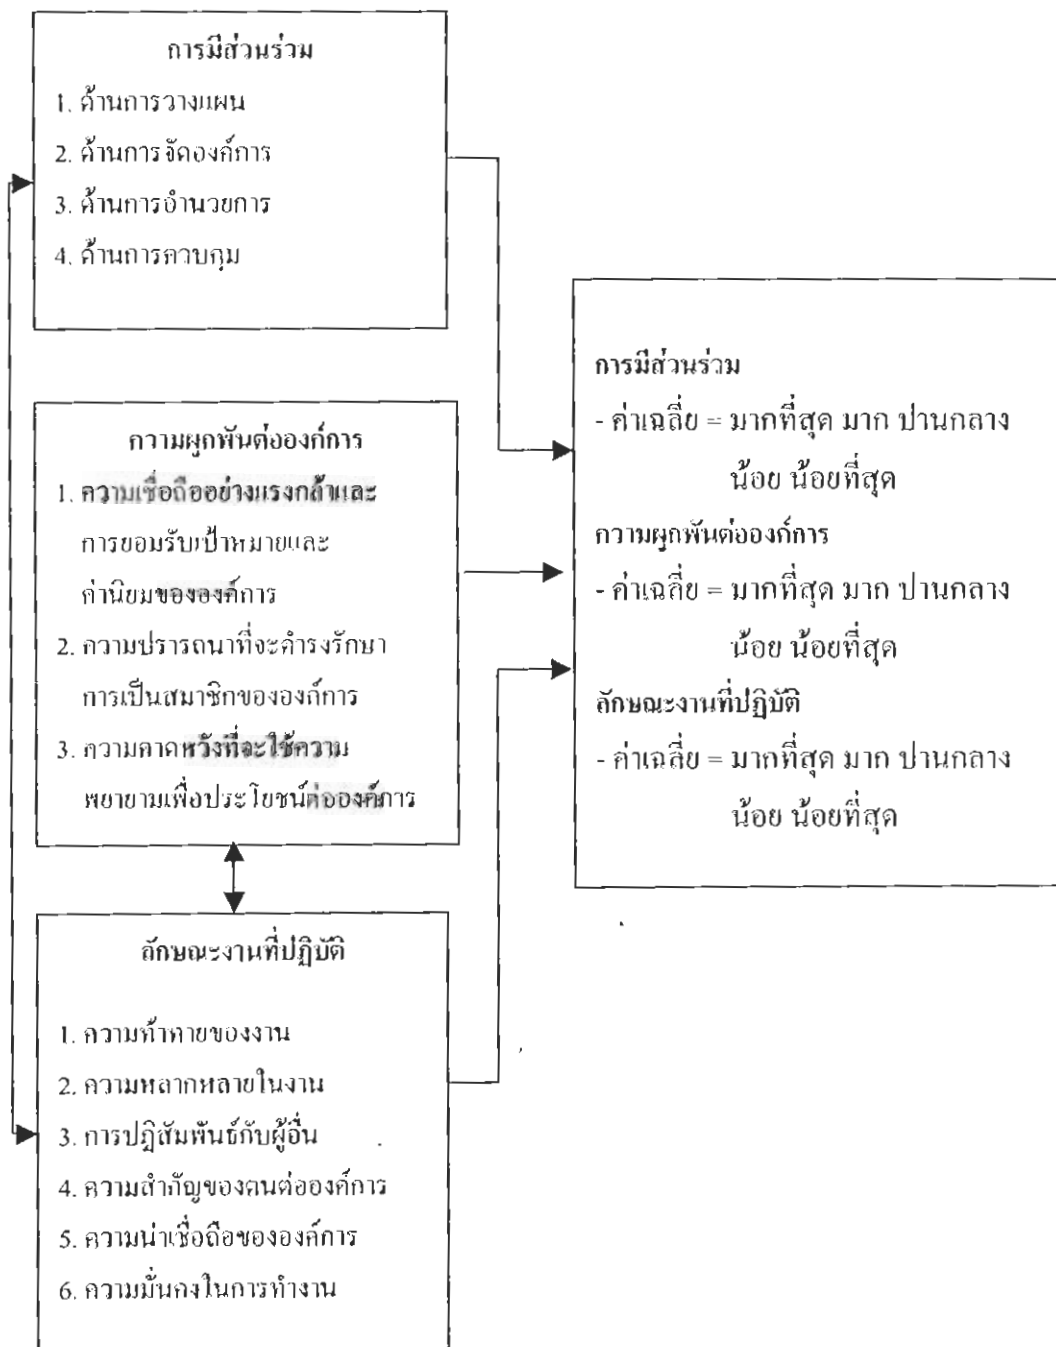 การมีส่วนร่วม
1. ด้านการวางแผน
2. ด้านการจัดองค์การ
3. ด้านการอำนวยการ
4. ด้านการควบคุม
ความผูกพันต่อองค์การ
1. ความเชื่อถืออย่างแรงกล้าและ
การยอมรับเป้าหมายและ
ค่านิยมขององค์การ
2. ความปรารถนาที่จะดำรงรักษา
การเป็นสมาชิกขององค์การ
3. ความคาดหวังที่จะใช้ความ
พยายามเพื่อประโยชน์ต่อองค์การ
ลักษณะงานที่ปฏิบัติ
1. ความท้าทายของงาน
2. ความหลากหลายในงาน
3. การปฏิสัมพันธ์กับผู้อื่น
4. ความสำคัญของตนต่อองค์การ
5. ความน่าเชื่อถือขององค์การ
6. ความมั่นคงในการทำงาน
การมีส่วนร่วม
- ค่าเฉลี่ย = มากที่สุด มาก ปานกลาง
น้อย น้อยที่สุด
ความผูกพันต่อองค์การ
- ค่าเฉลี่ย = มากที่สุด มาก ปานกลาง
น้อย น้อยที่สุด
ลักษณะงานที่ปฏิบัติ
- ค่าเฉลี่ย = มากที่สุด มาก ปานกลาง
น้อย น้อยที่สุด